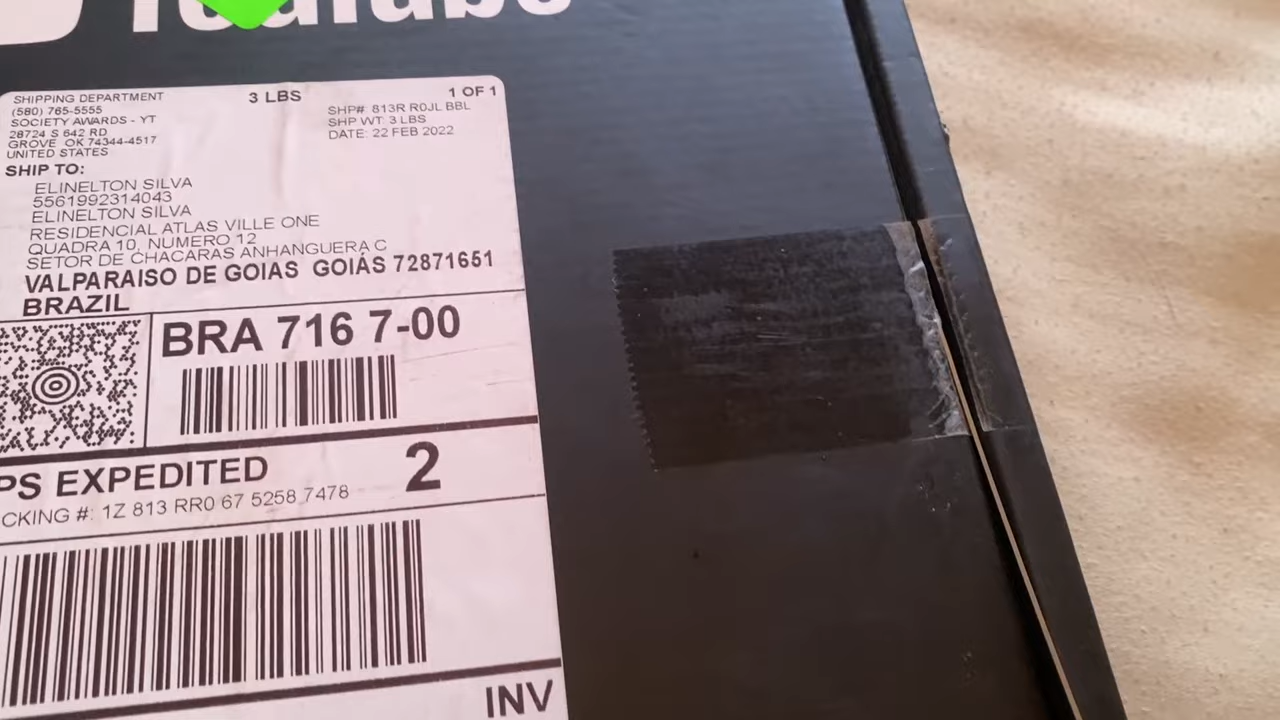 YouTube
SHIPPING DEPARTMENT
(580) 765-5555
SOCIETY AWARDS - YT
28724 S 642 RD
GROVE OK 74344-4517
UNITED STATES
3 LBS
1 OF 1
SHP#: 813R R0JL BBL
SHP WT: 3 LBS
DATE: 22 FEB 2022
SHIP TO:
ELINELTON SILVA
5561992314043
ELINELTON SILVA
RESIDENCIAL ATLAS VILLE ONE
QUADRA 10, NUMERO 12
SETOR DE CHACARAS ANHANGUERA C
VALPARAISO DE GOIAS GOIÁS 72871651
BRAZIL
BRA 716 7-00
PS EXPEDITED
2
CKING #: 1Z 813 RR0 67 5258 7478
INV